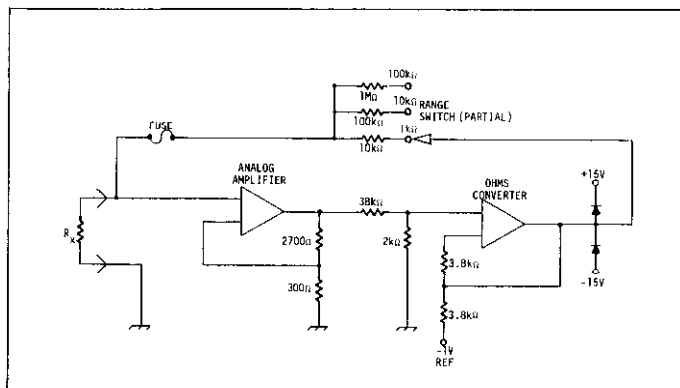 100kΩ
1MΩ
10kΩ
RANGE
SWITCH (PARTIAL)
100kΩ
1kΩ
10kΩ
FUSE
ANALOG
AMPLIFIER
OHMS
CONVERTER
+15V
38kΩ
Rx
2700Ω
2kΩ
3.8kΩ
300Ω
3.8kΩ
-15V
-1V
REF